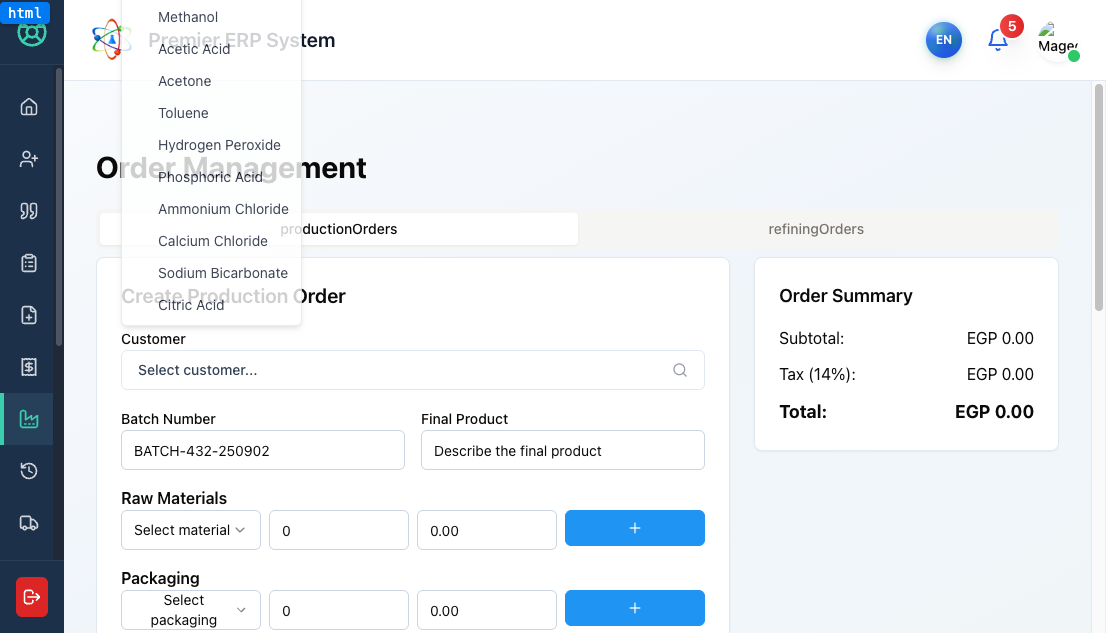 html
Methanol
Premier ERP System
Acetic Acid
EN
5
Maged
Acetone
Toluene
Hydrogen Peroxide
Order Management
Phosphoric Acid
Ammonium Chloride
productionOrders
refiningOrders
Calcium Chloride
Sodium Bicarbonate
Create Production Order
Citric Acid
Customer
Select customer...
Batch Number
Final Product
BATCH-432-250902
Describe the final product
Raw Materials
Select material
0
0.00
+
Packaging
Select
packaging
0
0.00
+
Order Summary
Subtotal: EGP 0.00
Tax (14%): EGP 0.00
Total: EGP 0.00